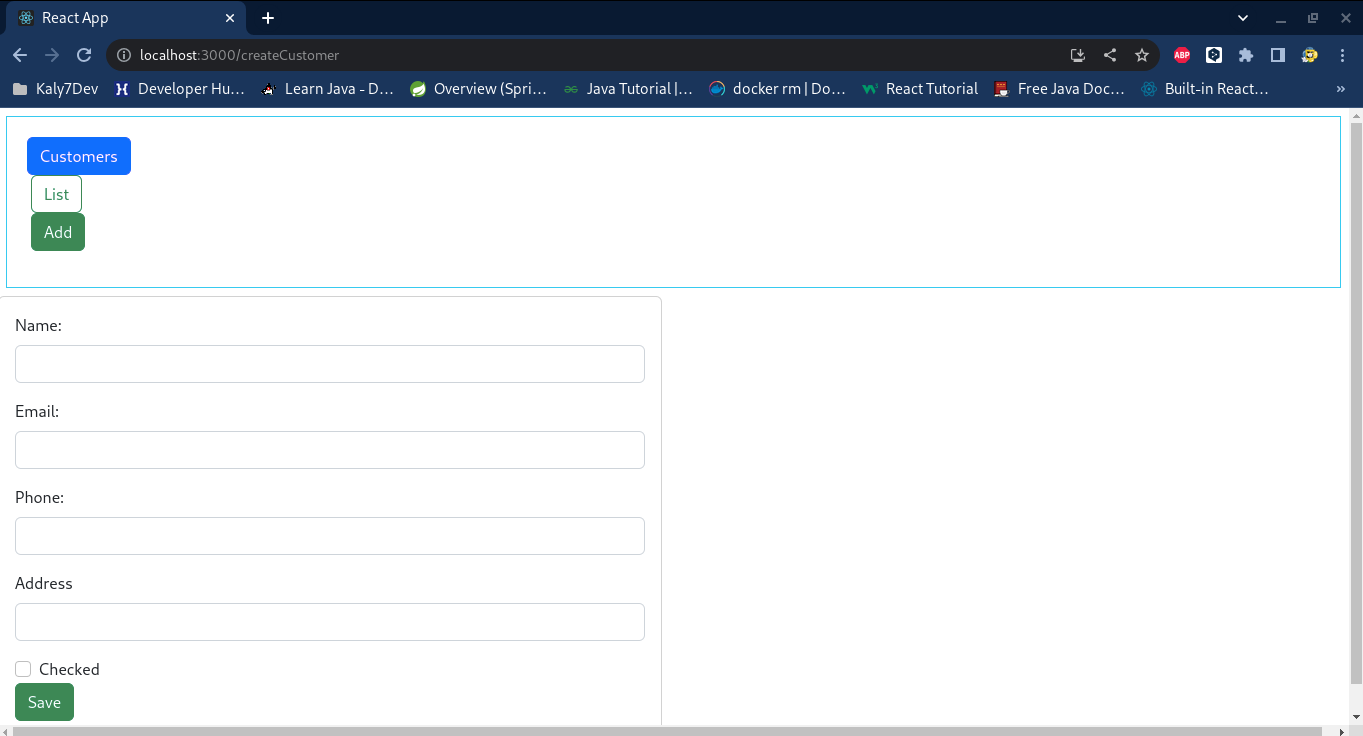 React App
localhost:3000/createCustomer
ABP
Kaly7Dev Developer Hu... Learn Java - D... Overview (Spri... Java Tutorial |... docker rm | Do... React Tutorial Free Java Doc... Built-in React... »
Customers
List
Add
Name:
Email:
Phone:
Address
Checked
Save